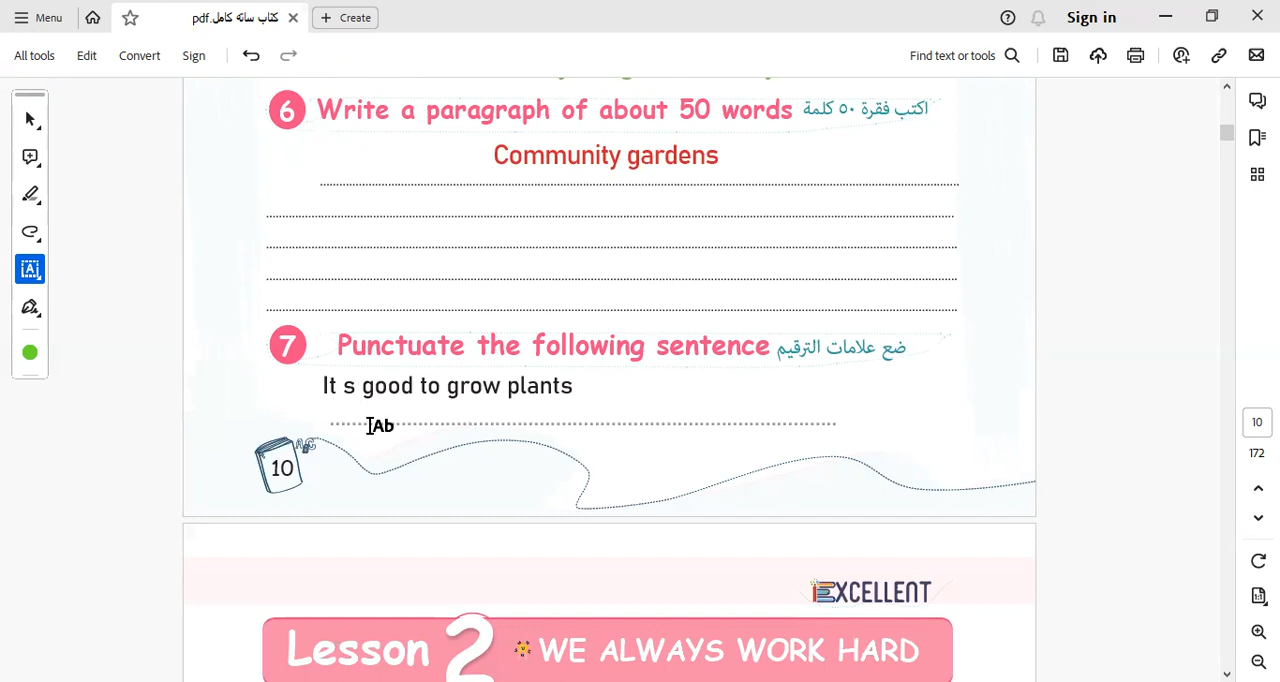 Menu
كتاب ساته كامل.pdf
Create
Sign in
All tools Edit Convert Sign
Find text or tools
6 Write a paragraph of about 50 words اكتب فقرة ٥٠ كلمة
Community gardens
7 Punctuate the following sentence ضع علامات الترقيم
It s good to grow plants
Ab
10
10
172
EXCELLENT
Lesson 2 WE ALWAYS WORK HARD